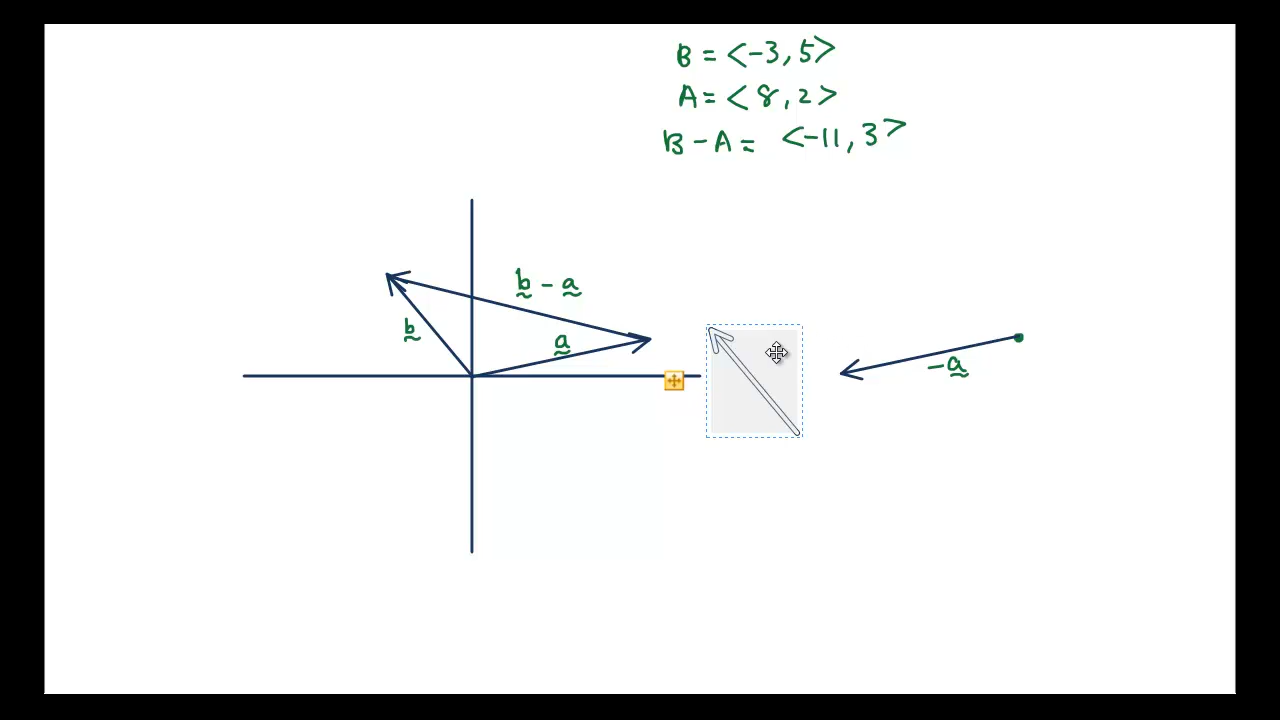 B = <-3, 5>
A = <8, 2>
B - A = <-11, 3>
b - a
b
a
-a